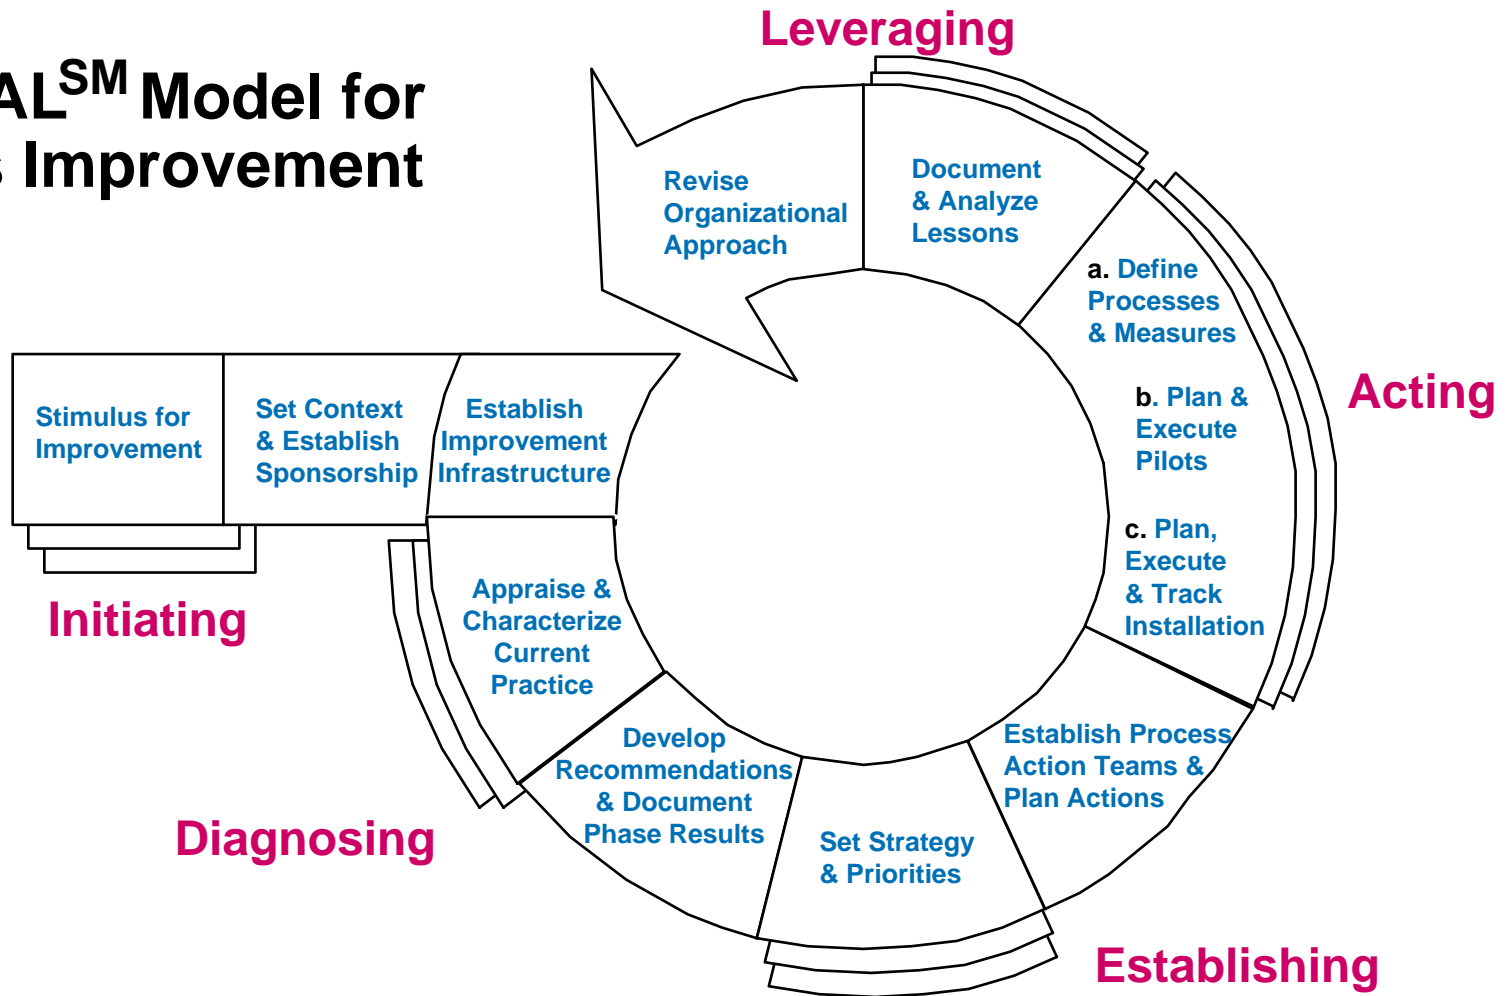 ALSM Model for
s Improvement
Leveraging
Revise
Organizational
Approach
Document
& Analyze
Lessons
a. Define
Processes
& Measures
b. Plan &
Execute
Pilots
c. Plan,
Execute
& Track
Installation
Acting
Stimulus for
Improvement
Set Context
& Establish
Sponsorship
Establish
Improvement
Infrastructure
Initiating
Appraise &
Characterize
Current
Practice
Diagnosing
Develop
Recommendations
& Document
Phase Results
Set Strategy
& Priorities
Establish Process
Action Teams &
Plan Actions
Establishing